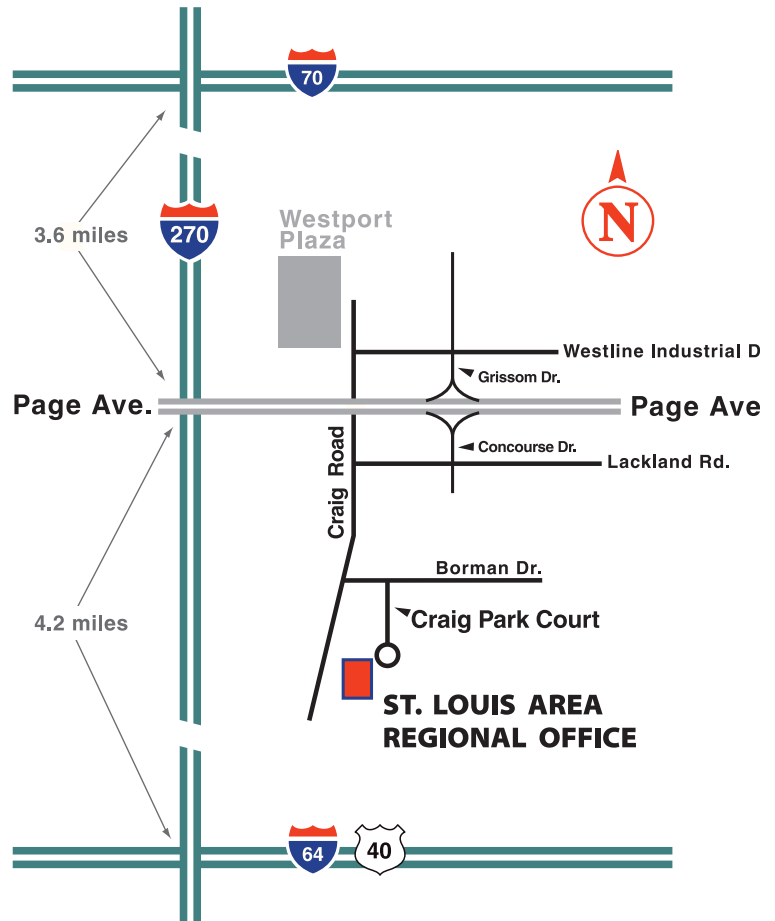 70
3.6 miles
270
Westport
Plaza
N
Westline Industrial D
Grissom Dr.
Page Ave.
Page Ave
Craig Road
Concourse Dr.
Lackland Rd.
Borman Dr.
Craig Park Court
4.2 miles
ST. LOUIS AREA
REGIONAL OFFICE
64
40